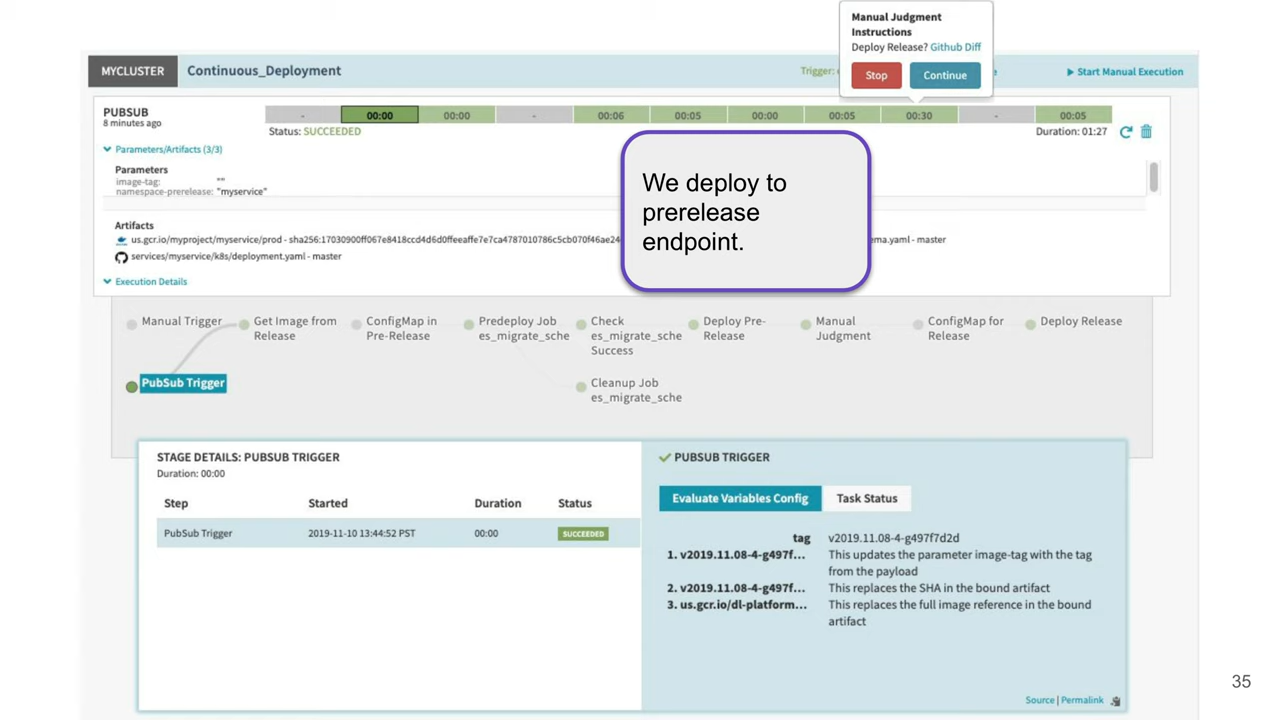 Manual Judgment
Instructions
Deploy Release? Github Diff
Stop Continue
MYCLUSTER Continuous_Deployment Trigger: Start Manual Execution
PUBSUB
8 minutes ago
- 00:00 00:00 - 00:06 00:05 00:00 00:05 00:30 - 00:05
Status: SUCCEEDED Duration: 01:27
Parameters/Artifacts (3/3)
Parameters
image-tag: ""
namespace-prerelease: "myservice"
We deploy to
prerelease
endpoint.
Artifacts
us.gcr.io/myproject/myservice/prod - sha256:17030900ff067e8418ccd4d6d0ffeeaffe7e7ca4787010786c5cb070f46ae24 ema.yaml - master
services/myservice/k8s/deployment.yaml - master
Execution Details
Manual Trigger
Get Image from
Release
ConfigMap in
Pre-Release
Predeploy Job
es_migrate_sche
Check
es_migrate_sche
Success
Deploy Pre-
Release
Manual
Judgment
ConfigMap for
Release
Deploy Release
PubSub Trigger
Cleanup Job
es_migrate_sche
STAGE DETAILS: PUBSUB TRIGGER
Duration: 00:00
Step Started Duration Status
PubSub Trigger 2019-11-10 13:44:52 PST 00:00 SUCCEEDED
PUBSUB TRIGGER
Evaluate Variables Config Task Status
tag v2019.11.08-4-g497f7d2d
1. v2019.11.08-4-g497f... This updates the parameter image-tag with the tag
from the payload
2. v2019.11.08-4-g497f... This replaces the SHA in the bound artifact
3. us.gcr.io/dl-platform... This replaces the full image reference in the bound
artifact
Source | Permalink
35